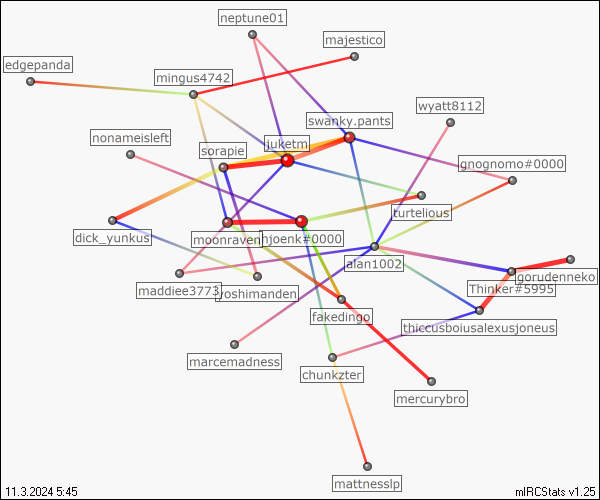 neptune01
majestico
edgepanda
mingus4742
wyatt8112
swanky.pants
nonameisleft
juketm
sorapie
gnognomo#0000
turtelious
dick_yunkus
moonraven
hjoenk#0000
alan1002
gorudenneko
maddiee3773
yoshimanden
Thinker#5995
fakedingo
thiccusboiusalexusjoneus
marcemadness
chunkzter
mercurybro
mattnesslp
11.3.2024 5:45
mIRCStats v1.25